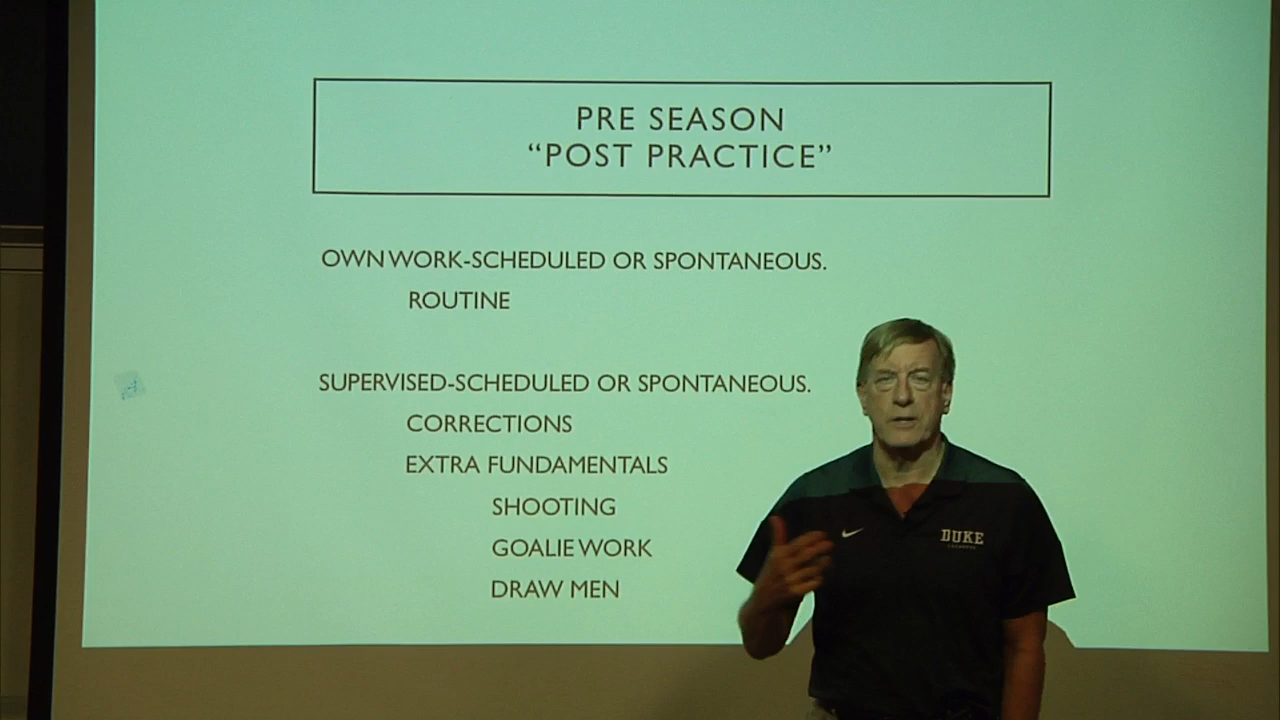 PRE SEASON
“POST PRACTICE”
OWN WORK-SCHEDULED OR SPONTANEOUS.
ROUTINE
SUPERVISED-SCHEDULED OR SPONTANEOUS.
CORRECTIONS
EXTRA FUNDAMENTALS
SHOOTING
GOALIE WORK
DRAW MEN
DUKE